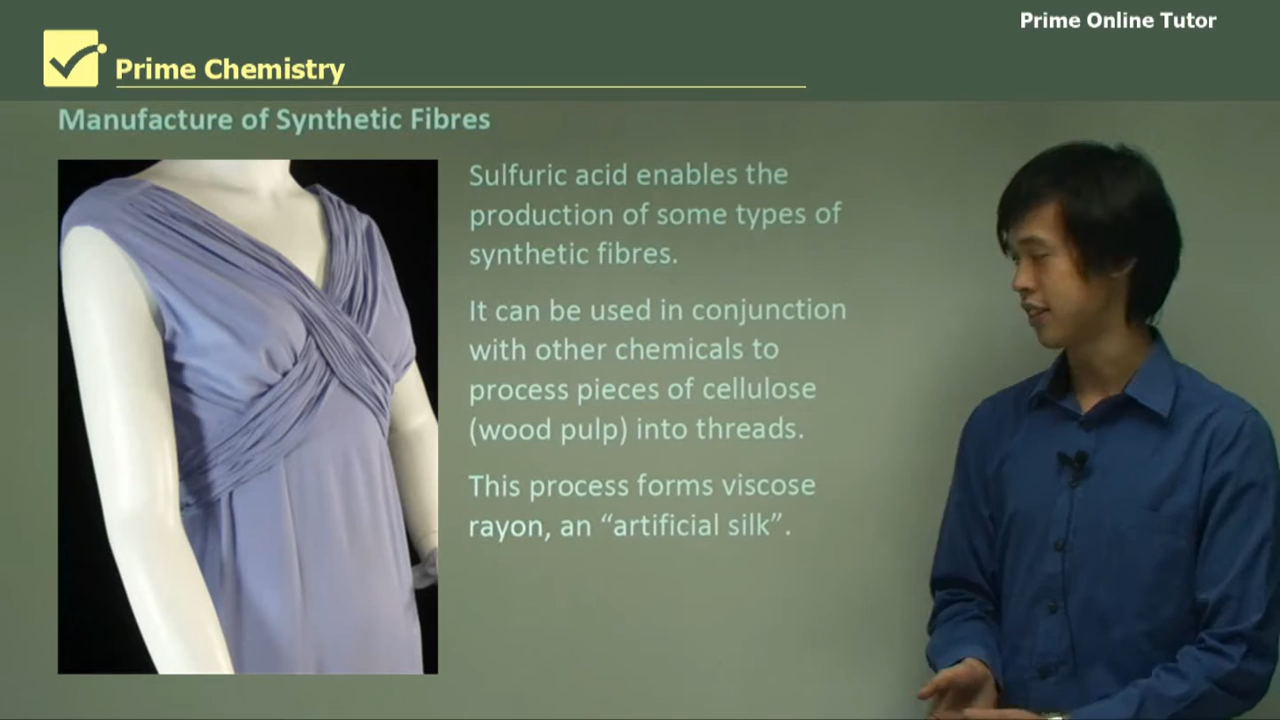 Prime Online Tutor
Prime Chemistry
Manufacture of Synthetic Fibres
Sulfuric acid enables the
production of some types of
synthetic fibres.
It can be used in conjunction
with other chemicals to
process pieces of cellulose
(wood pulp) into threads.
This process forms viscose
rayon, an “artificial silk”.